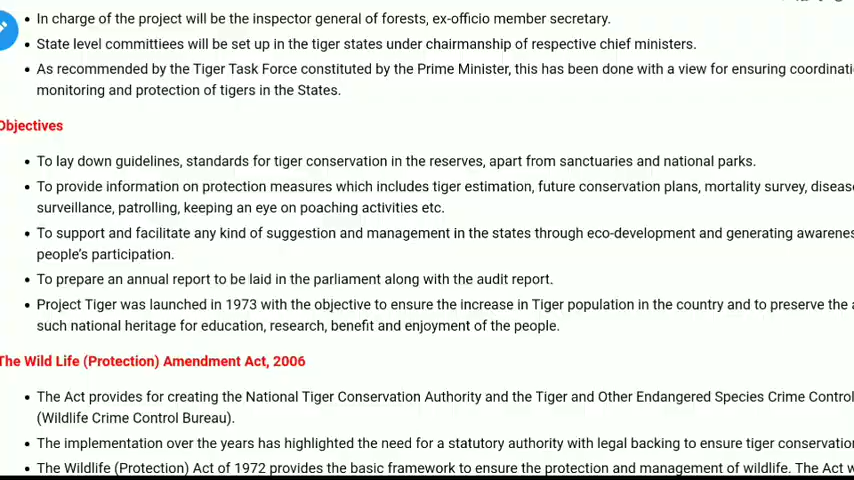 In charge of the project will be the inspector general of forests, ex-officio member secretary.
State level committiees will be set up in the tiger states under chairmanship of respective chief ministers.
As recommended by the Tiger Task Force constituted by the Prime Minister, this has been done with a view for ensuring
monitoring and protection of tigers in the States.
Objectives
To lay down guidelines, standards for tiger conservation in the reserves, apart from sanctuaries and national parks.
To provide information on protection measures which includes tiger estimation, future conservation plans, mortality survey,
surveillance, patrolling, keeping an eye on poaching activities etc.
To support and facilitate any kind of suggestion and management in the states through eco-development and generating
people's participation.
To prepare an annual report to be laid in the parliament along with the audit report.
Project Tiger was launched in 1973 with the objective to ensure the increase in Tiger population in the country and to preserve the
such national heritage for education, research, benefit and enjoyment of the people.
The Wild Life (Protection) Amendment Act, 2006
The Act provides for creating the National Tiger Conservation Authority and the Tiger and Other Endangered Species Crime Control
(Wildlife Crime Control Bureau).
The implementation over the years has highlighted the need for a statutory authority with legal backing to ensure tiger
The Wildlife (Protection) Act of 1972 provides the basic framework to ensure the protection and management of wildlife. The Act